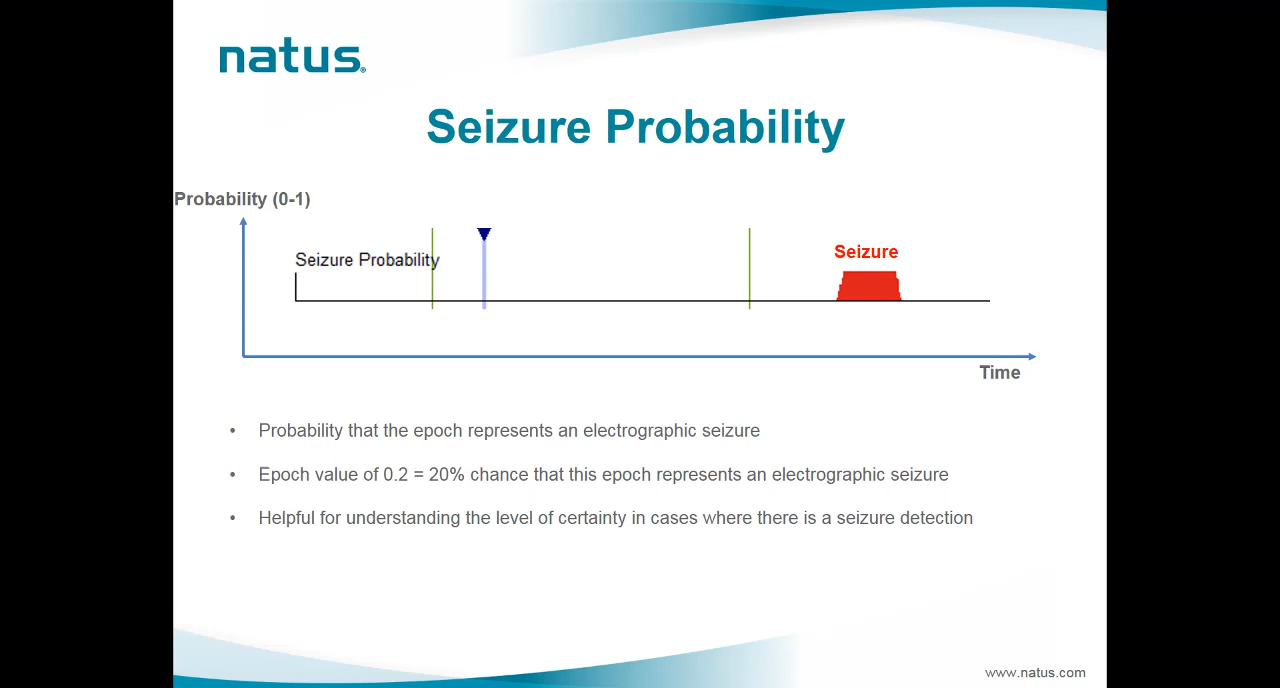 natus®
Seizure Probability
Probability (0-1)
Seizure
Seizure Probability
Time
• Probability that the epoch represents an electrographic seizure
• Epoch value of 0.2 = 20% chance that this epoch represents an electrographic seizure
• Helpful for understanding the level of certainty in cases where there is a seizure detection
www.natus.com